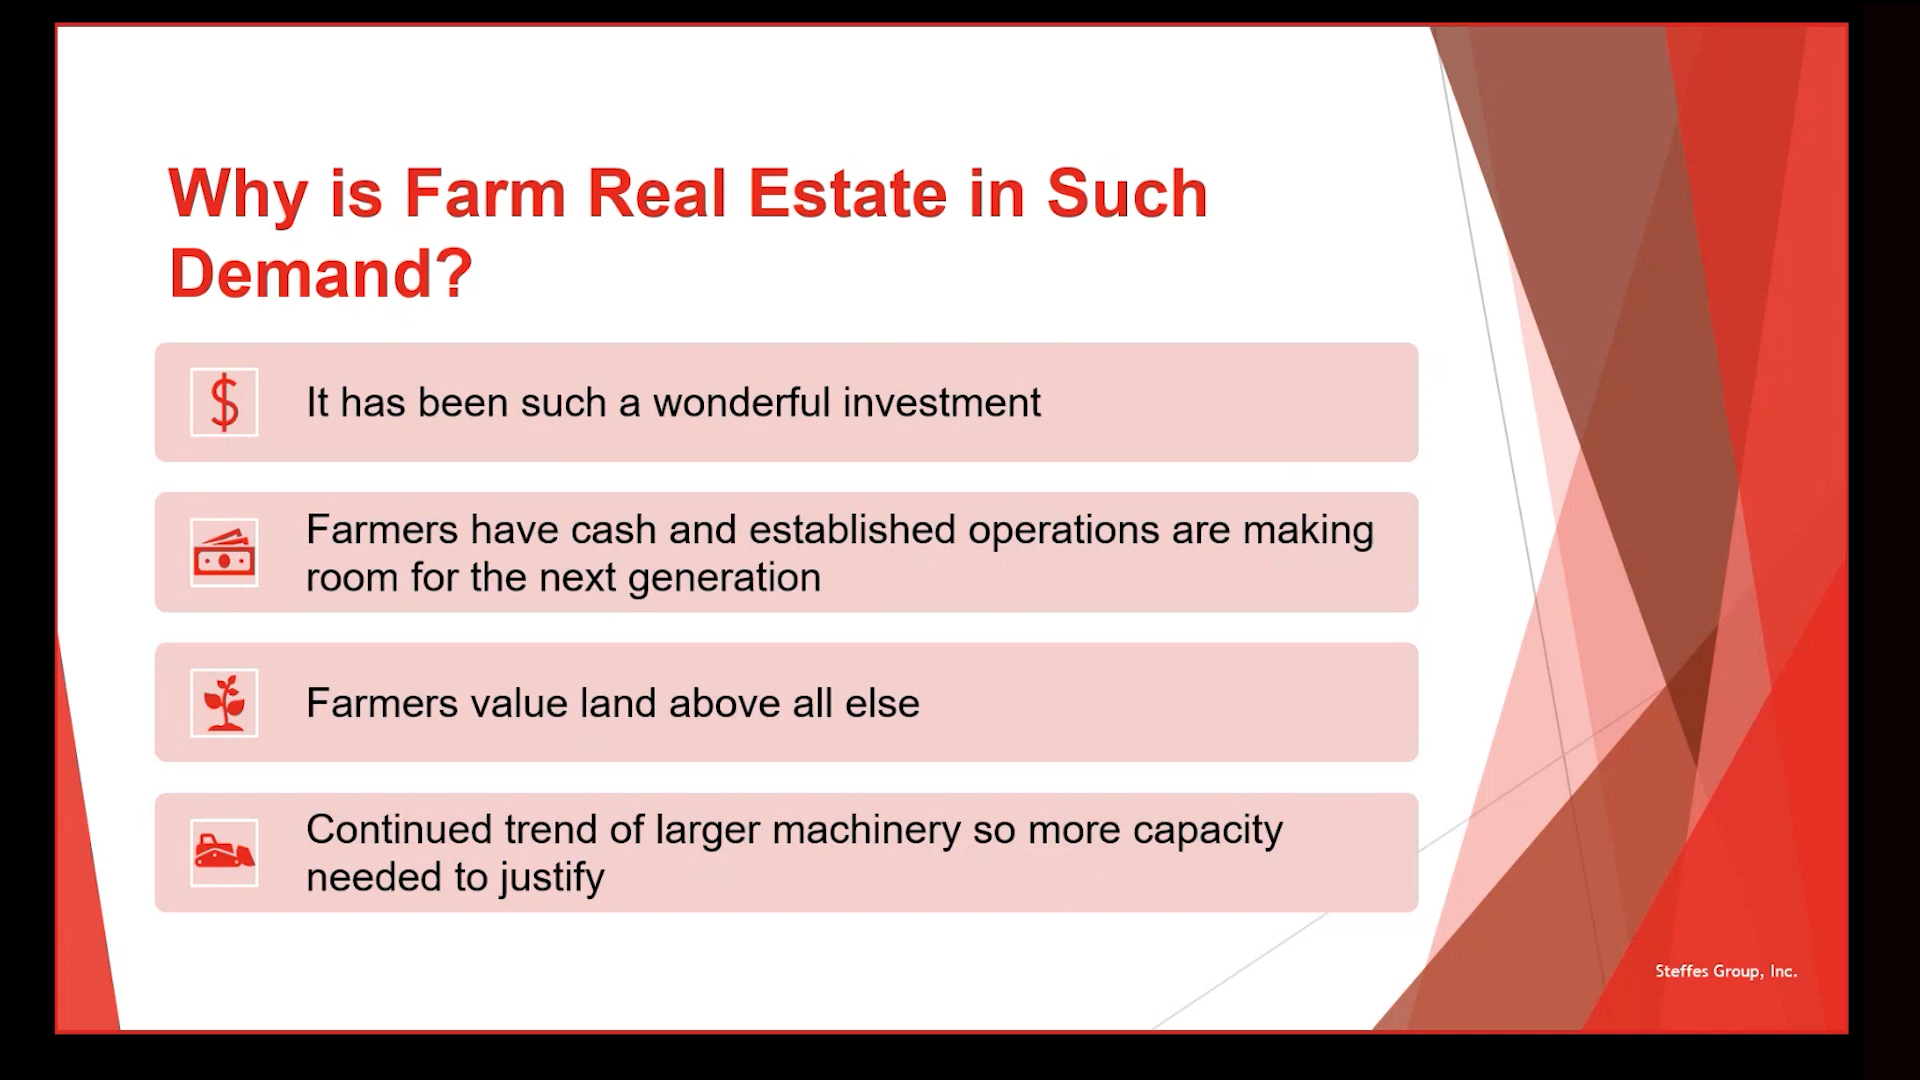 Why is Farm Real Estate in Such
Demand?
It has been such a wonderful investment
Farmers have cash and established operations are making
room for the next generation
Farmers value land above all else
Continued trend of larger machinery so more capacity
needed to justify
Steffes Group, Inc.